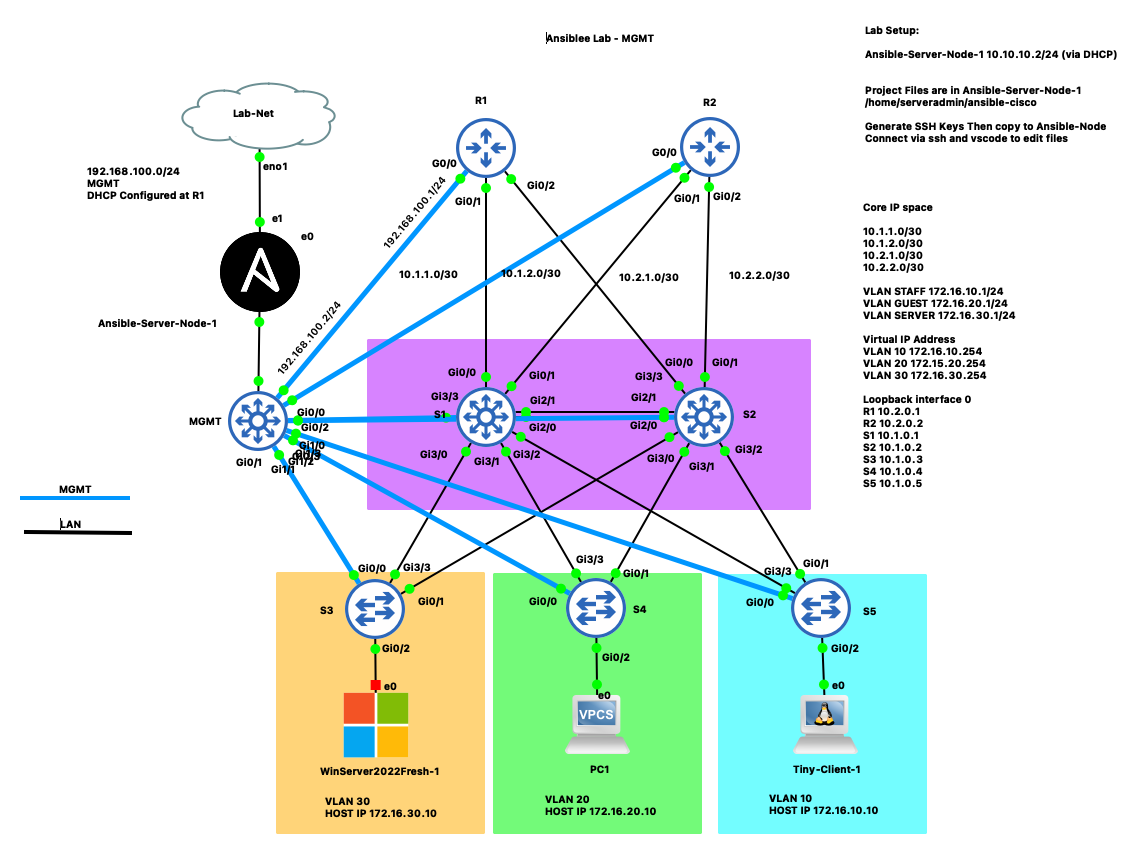 Ansiblee Lab - MGMT
Lab Setup:
Ansible-Server-Node-1 10.10.10.2/24 (via DHCP)
Project Files are in Ansible-Server-Node-1
/home/serveradmin/ansible-cisco
Generate SSH Keys Then copy to Ansible-Node
Connect via ssh and vscode to edit files
Core IP space
10.1.1.0/30
10.1.2.0/30
10.2.1.0/30
10.2.2.0/30
VLAN STAFF 172.16.10.1/24
VLAN GUEST 172.16.20.1/24
VLAN SERVER 172.16.30.1/24
Virtual IP Address
VLAN 10 172.16.10.254
VLAN 20 172.15.20.254
VLAN 30 172.16.30.254
Loopback interface 0
R1 10.2.0.1
R2 10.2.0.2
S1 10.1.0.1
S2 10.1.0.2
S3 10.1.0.3
S4 10.1.0.4
S5 10.1.0.5
Lab-Net
eno1
192.168.100.0/24
MGMT
DHCP Configured at R1
e1
e0
Ansible-Server-Node-1
R1
G0/0
Gi0/1
Gi0/2
R2
G0/0
Gi0/1
Gi0/2
192.168.100.1/24
192.168.100.2/24
10.1.1.0/30
10.1.2.0/30
10.2.1.0/30
10.2.2.0/30
MGMT
Gi0/0
Gi0/2
Gi1/0
Gi0/1
Gi1/1
Gi1/2
Gi0/0
Gi0/1
Gi3/3
S1
Gi2/1
Gi2/0
Gi3/0
Gi3/1
Gi3/2
Gi0/0
Gi3/3
Gi0/1
Gi2/1
Gi2/0
S2
Gi3/0
Gi3/1
Gi3/2
MGMT
LAN
Gi0/0
Gi3/3
Gi0/1
S3
Gi0/2
e0
WinServer2022Fresh-1
VLAN 30
HOST IP 172.16.30.10
Gi3/3
Gi0/1
Gi0/0
S4
Gi0/2
e0
VPCS
PC1
VLAN 20
HOST IP 172.16.20.10
Gi0/1
Gi3/3
Gi0/0
S5
Gi0/2
e0
Tiny-Client-1
VLAN 10
HOST IP 172.16.10.10